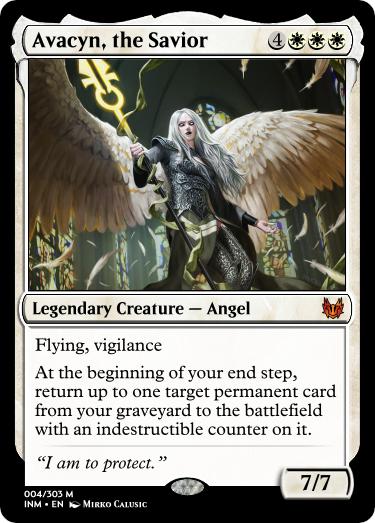 Avacyn, the Savior 4
Legendary Creature — Angel
Flying, vigilance
At the beginning of your end step,
return up to one target permanent card
from your graveyard to the battlefield
with an indestructible counter on it.
“I am to protect.”
7/7
004/303 M
INM • EN Mirko Calusic